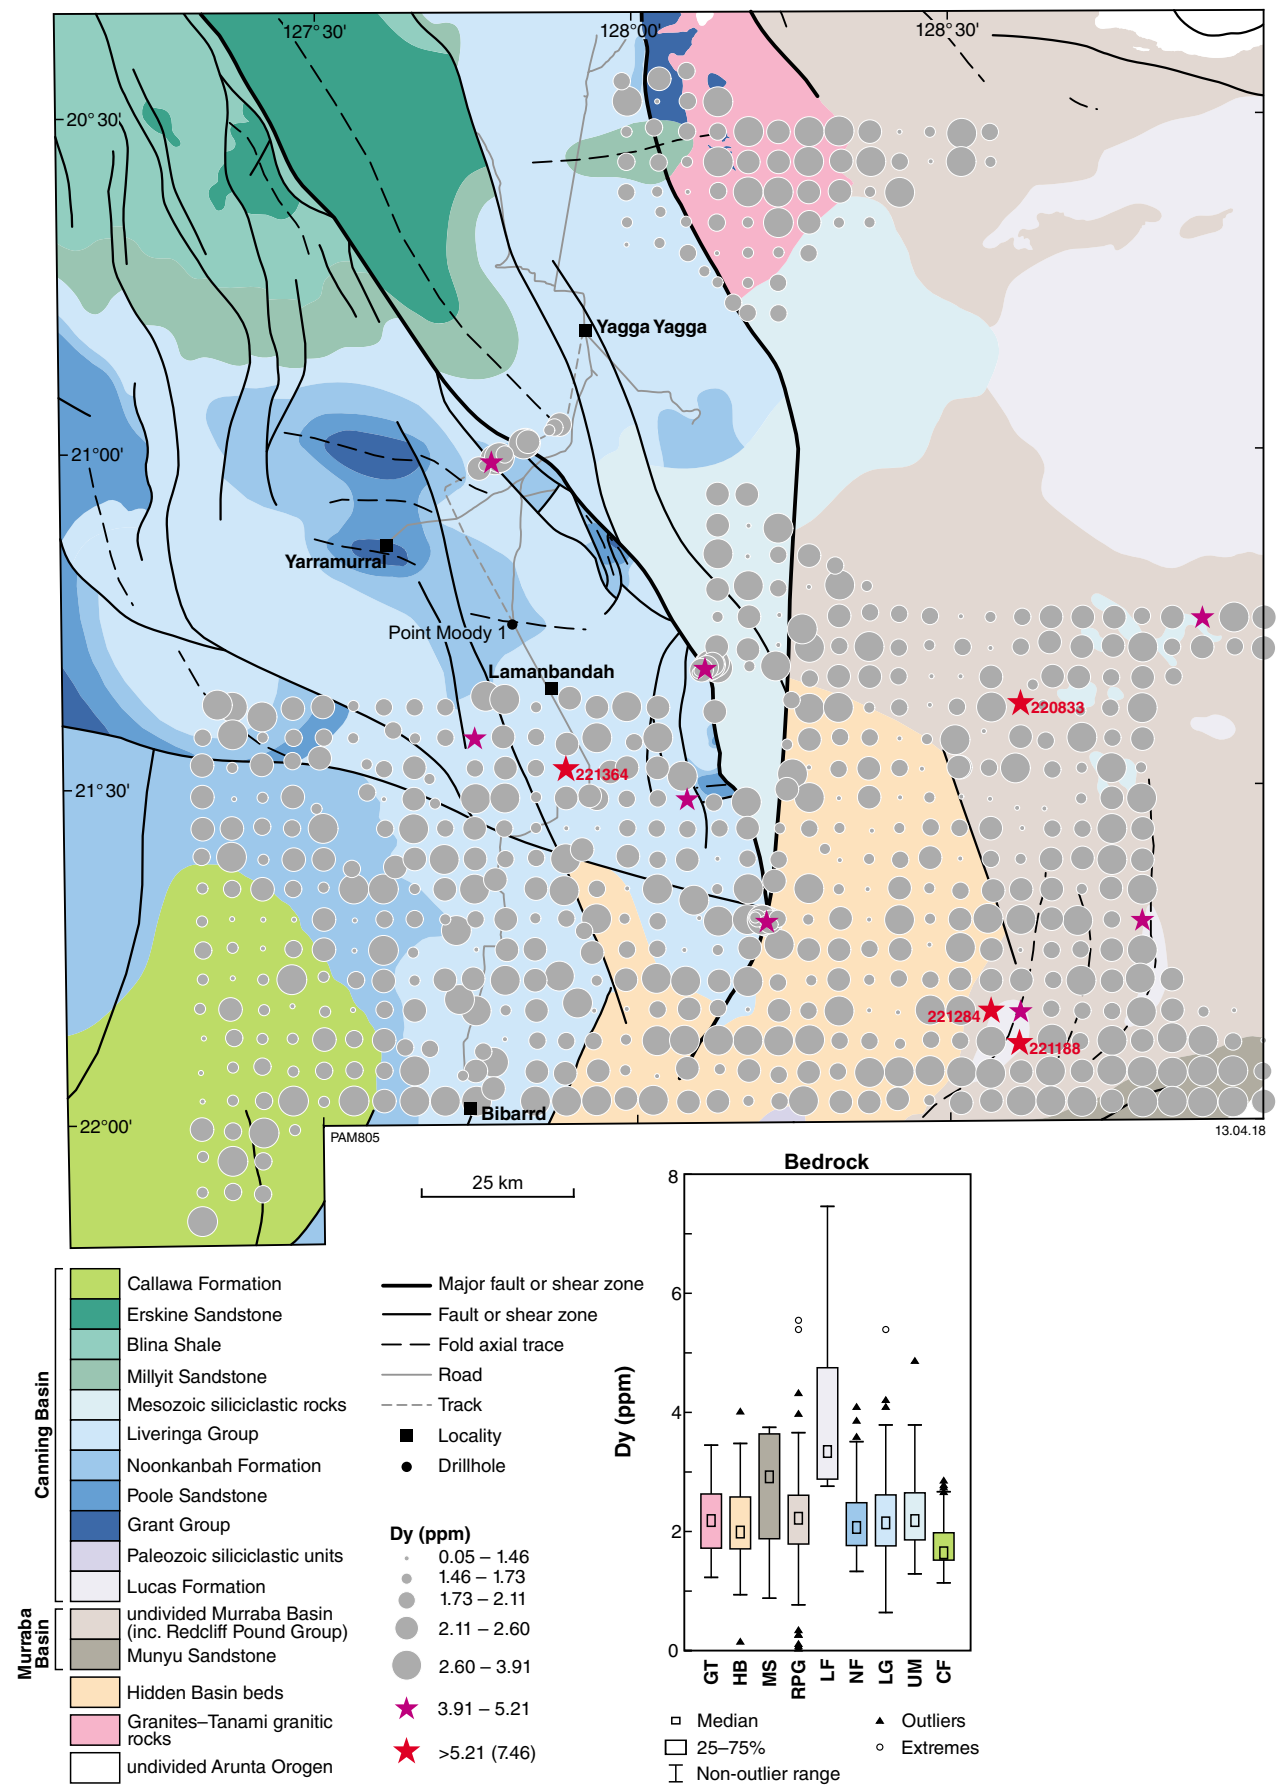 127°30'
128°00'
128°30'
20°30'
Yagga Yagga
21°00'
Yarramurral
Point Moody 1
Lamanbandah
220833
221364
21°30'
221284
221188
Bibarrd
22°00'
PAM805
13.04.18
25 km
Bedrock
8
6
4
2
0
Dy (ppm)
GT
HB
MS
RPG
LF
NF
LG
UM
CF
Median
25–75%
Non-outlier range
Outliers
Extremes
Canning Basin
Callawa Formation
Erskine Sandstone
Blina Shale
Millyit Sandstone
Mesozoic siliciclastic rocks
Liveringa Group
Noonkanbah Formation
Poole Sandstone
Grant Group
Paleozoic siliciclastic units
Lucas Formation
Murraba
Basin
undivided Murraba Basin
(inc. Redcliff Pound Group)
Munyu Sandstone
Hidden Basin beds
Granites–Tanami granitic
rocks
undivided Arunta Orogen
Major fault or shear zone
Fault or shear zone
Fold axial trace
Road
Track
Locality
Drillhole
Dy (ppm)
0.05 – 1.46
1.46 – 1.73
1.73 – 2.11
2.11 – 2.60
2.60 – 3.91
3.91 – 5.21
>5.21 (7.46)